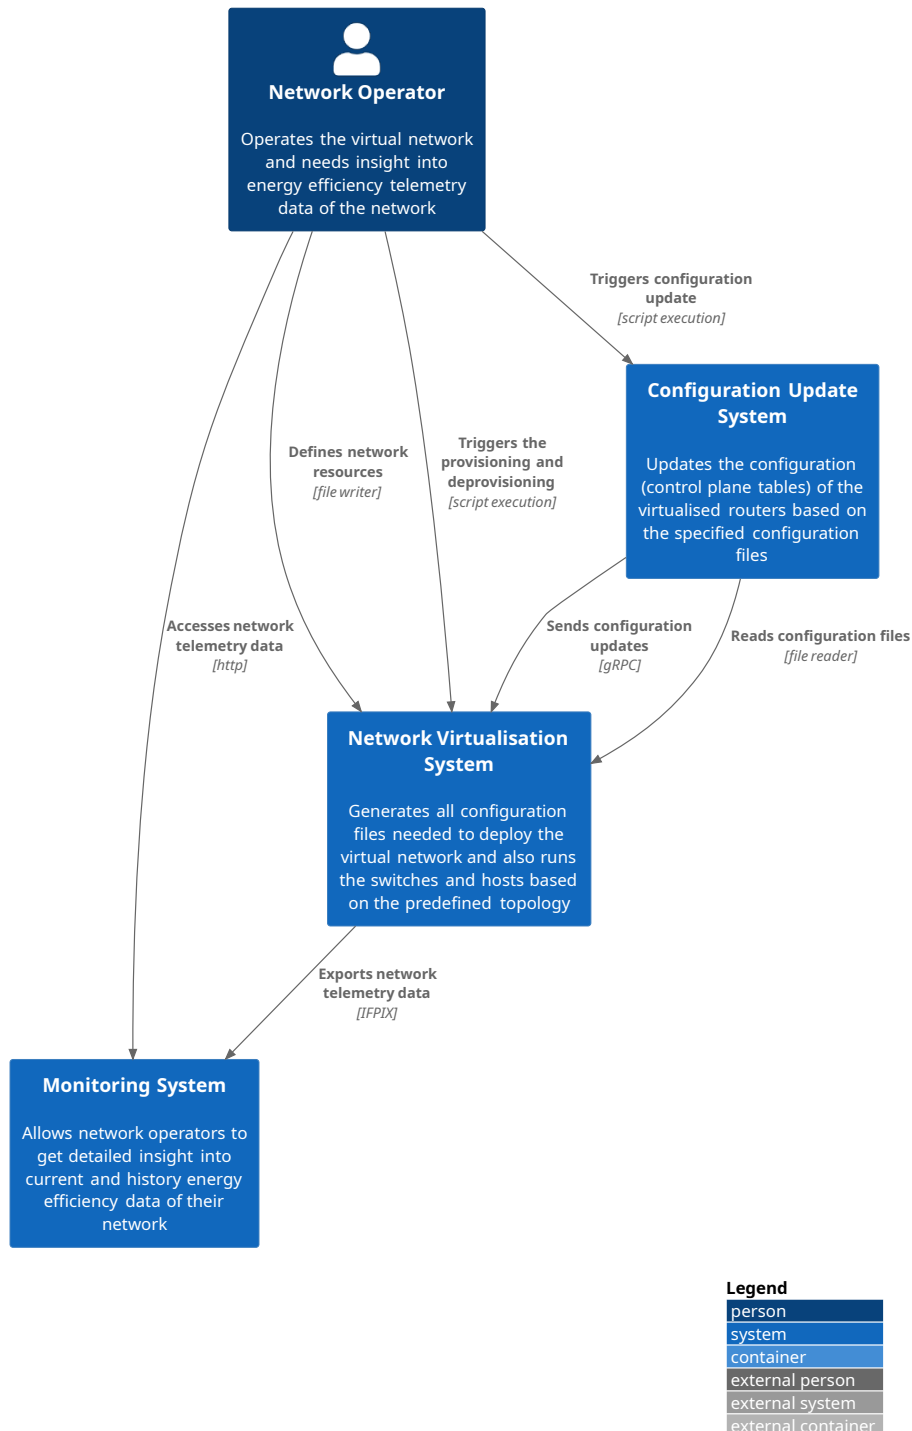 Network Operator
Operates the virtual network
and needs insight into
energy efficiency telemetry
data of the network
Triggers configuration
update
[script execution]
Configuration Update
System
Updates the configuration
(control plane tables) of the
virtualised routers based on
the specified configuration
files
Defines network
resources
[file writer]
Triggers the
provisioning and
deprovisioning
[script execution]
Accesses network
telemetry data
[http]
Sends configuration
updates
[gRPC]
Reads configuration files
[file reader]
Network Virtualisation
System
Generates all configuration
files needed to deploy the
virtual network and also runs
the switches and hosts based
on the predefined topology
Exports network
telemetry data
[IFPIX]
Monitoring System
Allows network operators to
get detailed insight into
current and history energy
efficiency data of their
network
Legend
person
system
container
external person
external system
external container